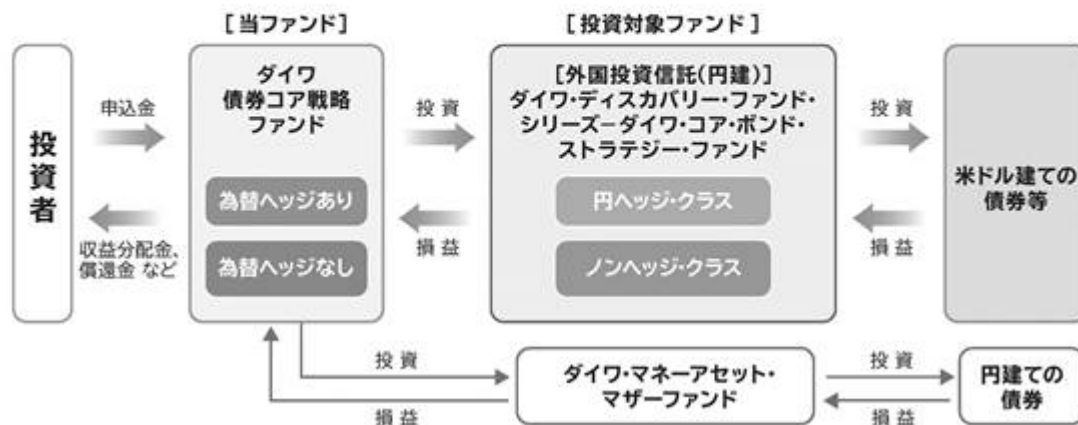 [当ファンド]
[投資対象ファンド]
投資者
申込金
収益分配金、
償還金 など
ダイワ
債券コア戦略
ファンド
為替ヘッジあり
為替ヘッジなし
投 資
損 益
[外国投資信託(円建)]
ダイワ・ディスカバリー・ファンド・
シリーズ－ダイワ・コア・ボンド・
ストラテジー・ファンド
円ヘッジ・クラス
ノンヘッジ・クラス
投 資
損 益
米ドル建ての
債券等
投 資
損 益
ダイワ・マネーアセット・
マザーファンド
投 資
損 益
円建ての
債券